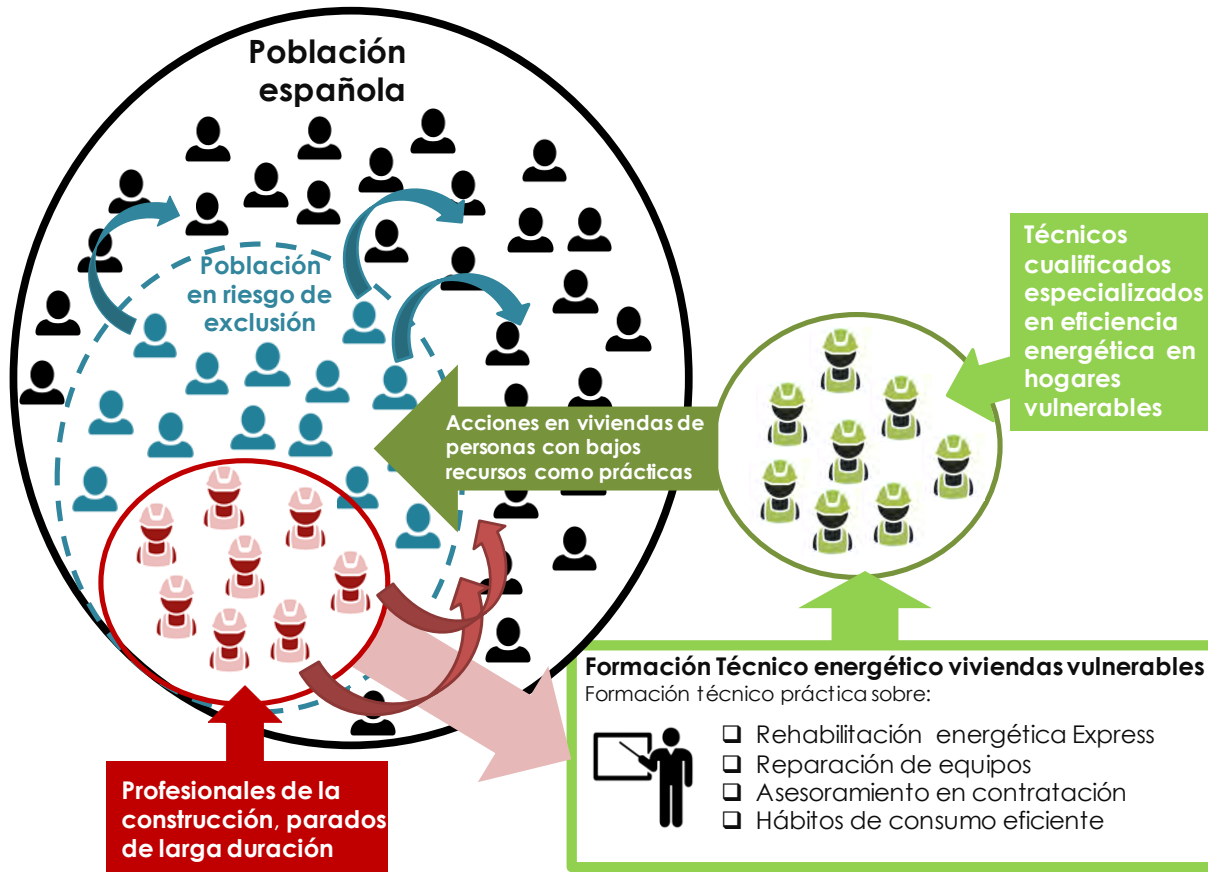 Población
española
Población
en riesgo de
exclusión
Técnicos
cualificados
especializados
en eficiencia
energética en
hogares
vulnerables
Acciones en viviendas de
personas con bajos
recursos como prácticas
Formación Técnico energético viviendas vulnerables
Formación técnico práctica sobre:
❑ Rehabilitación energética Express
❑ Reparación de equipos
❑ Asesoramiento en contratación
❑ Hábitos de consumo eficiente
Profesionales de la
construcción, parados
de larga duración